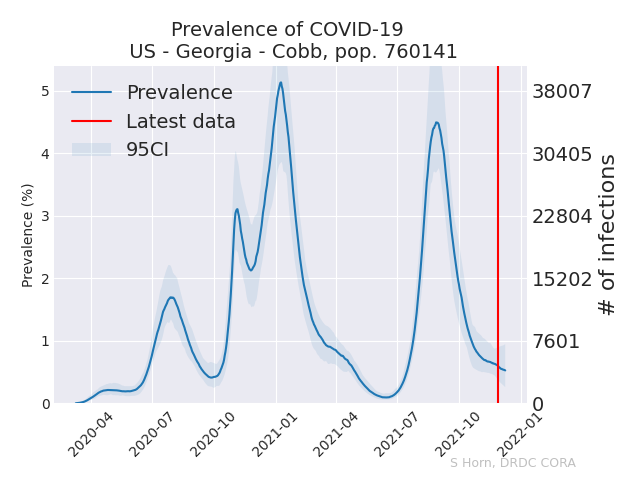 Prevalence of COVID-19
US - Georgia - Cobb, pop. 760141
Prevalence
Latest data
95CI
Prevalence (%)
5
4
3
2
1
0
38007
30405
22804
15202
7601
0
# of infections
2020-04
2020-07
2020-10
2021-01
2021-04
2021-07
2021-10
2022-01
S Horn, DRDC CORA